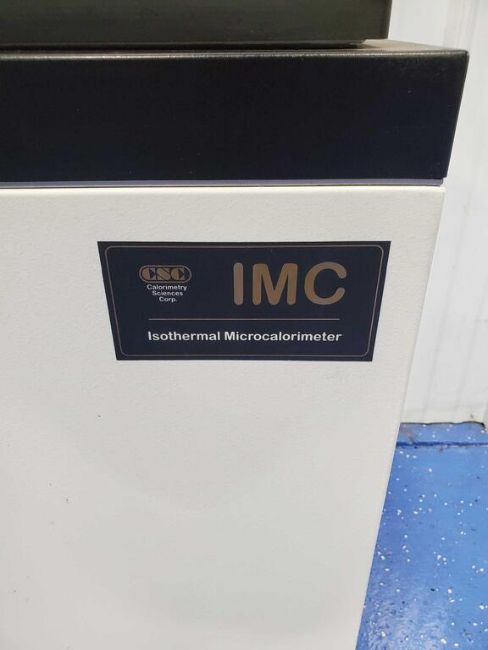 CSC
Calorimetry
Sciences
Corp.
IMC
Isothermal Microcalorimeter